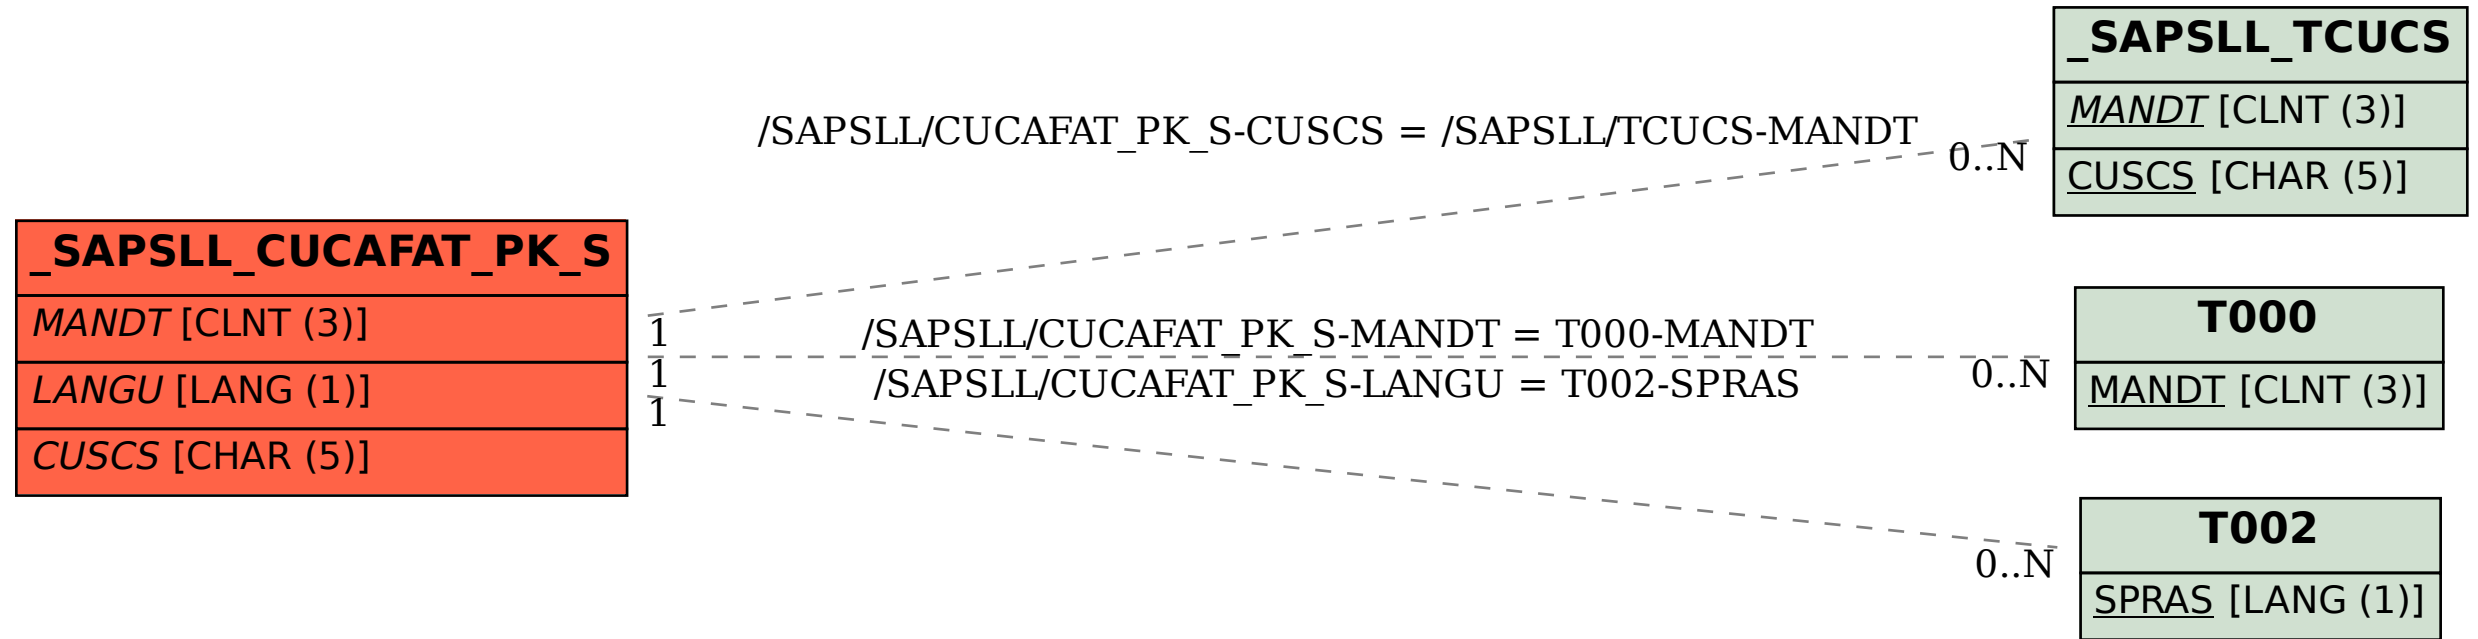 _SAPSLL_CUCAFAT_PK_S
MANDT [CLNT (3)]
LANGU [LANG (1)]
CUSCS [CHAR (5)]
/SAPSLL/CUCAFAT_PK_S-CUSCS = /SAPSLL/TCUCS-MANDT
0..N
1
/SAPSLL/CUCAFAT_PK_S-MANDT = T000-MANDT
0..N
1
/SAPSLL/CUCAFAT_PK_S-LANGU = T002-SPRAS
0..N
1
_SAPSLL_TCUCS
MANDT [CLNT (3)]
CUSCS [CHAR (5)]
T000
MANDT [CLNT (3)]
T002
SPRAS [LANG (1)]